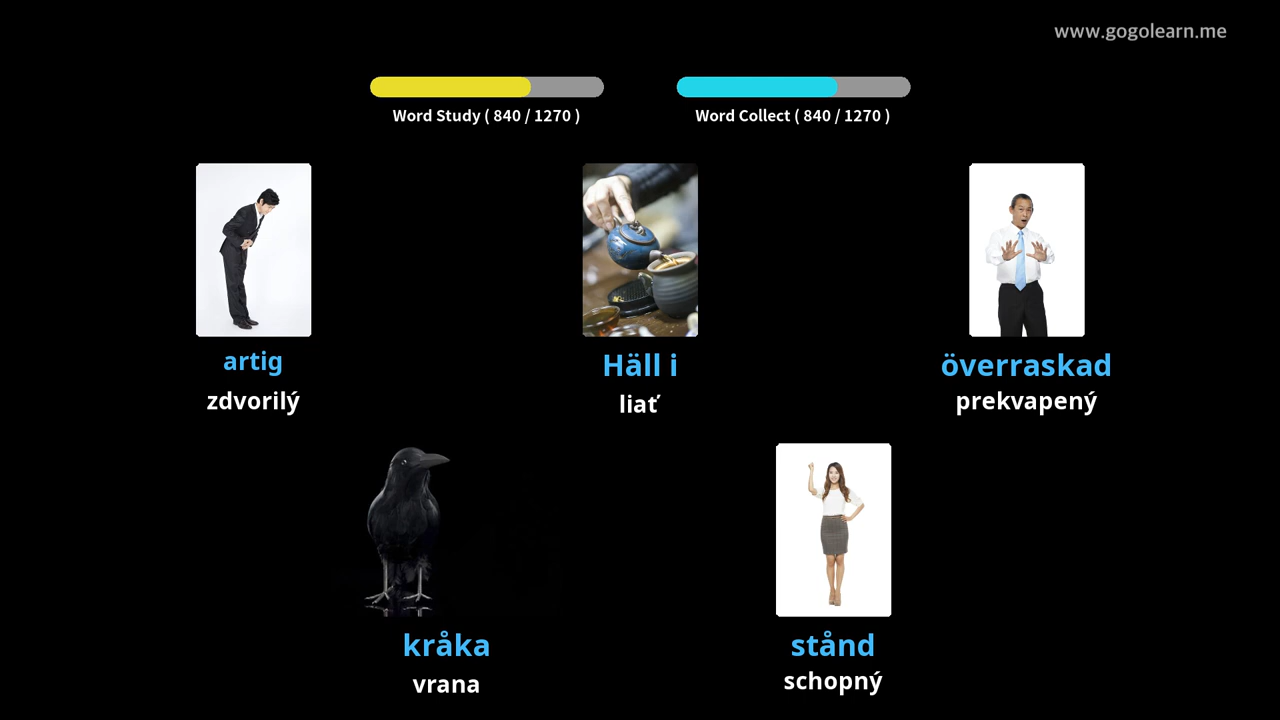 www.gogolearn.me
Word Study ( 840 / 1270 )
Word Collect ( 840 / 1270 )
artig
zdvorilý
Häll i
liať
överraskad
prekvapený
kråka
vrana
stånd
schopný